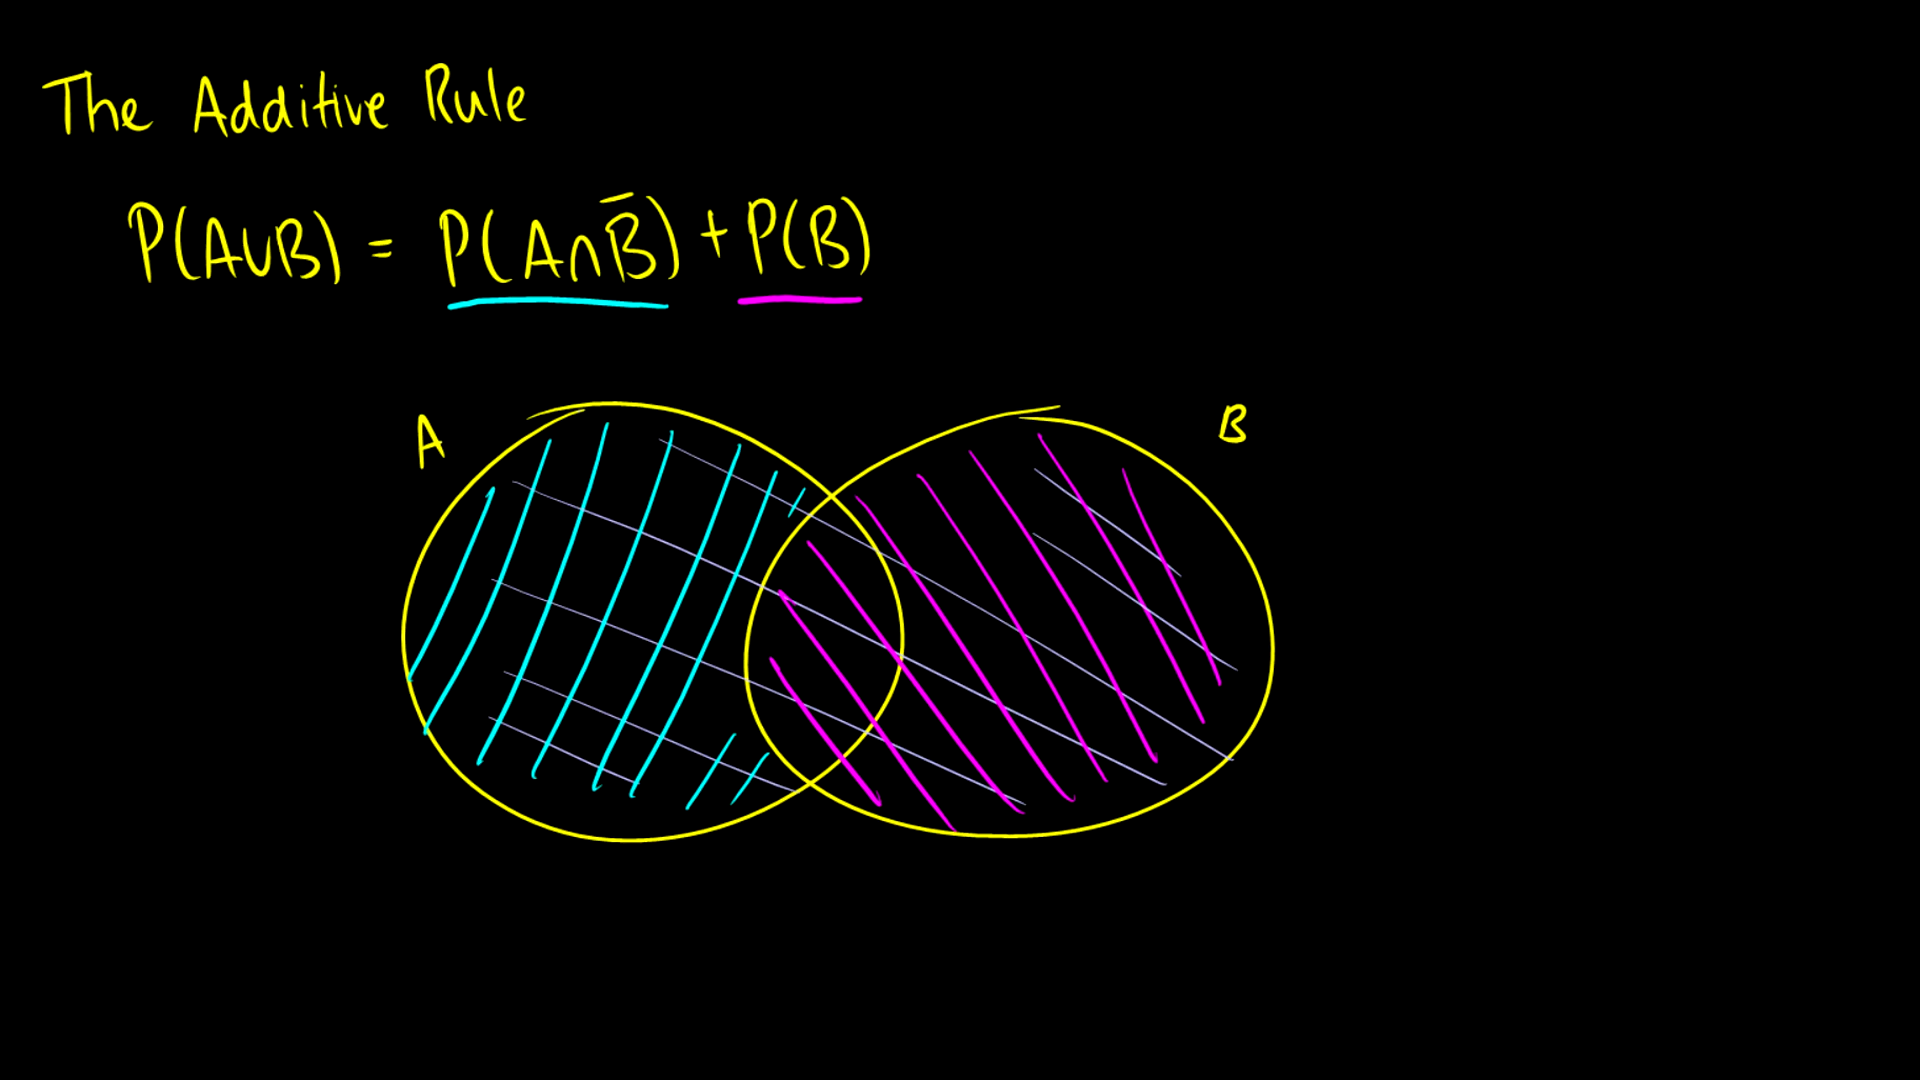 The Additive Rule
P(A∪B) = P(A∩B̄) + P(B)
A
B